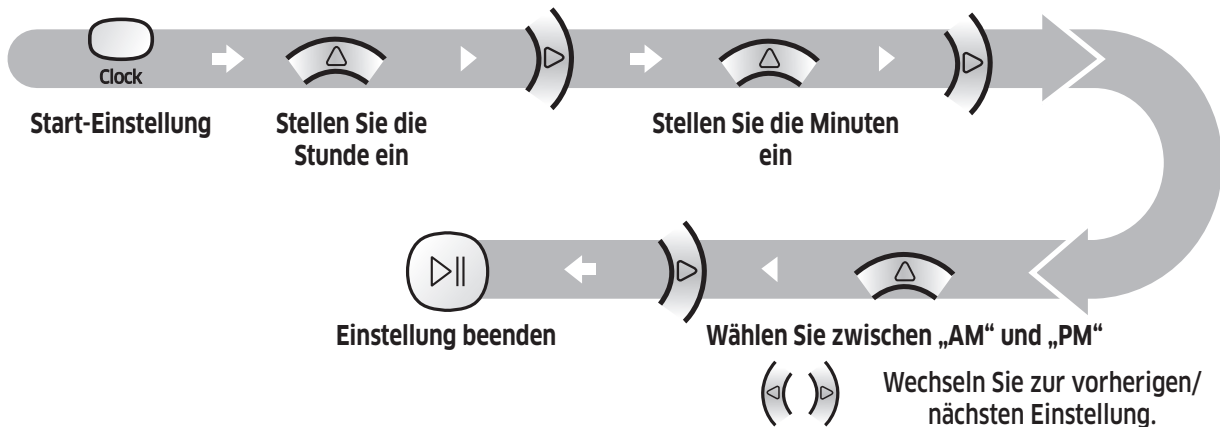 Clock
Start-Einstellung
Stellen Sie die
Stunde ein
Stellen Sie die Minuten
ein
Einstellung beenden
Wählen Sie zwischen „AM“ und „PM“
Wechseln Sie zur vorherigen/
nächsten Einstellung.